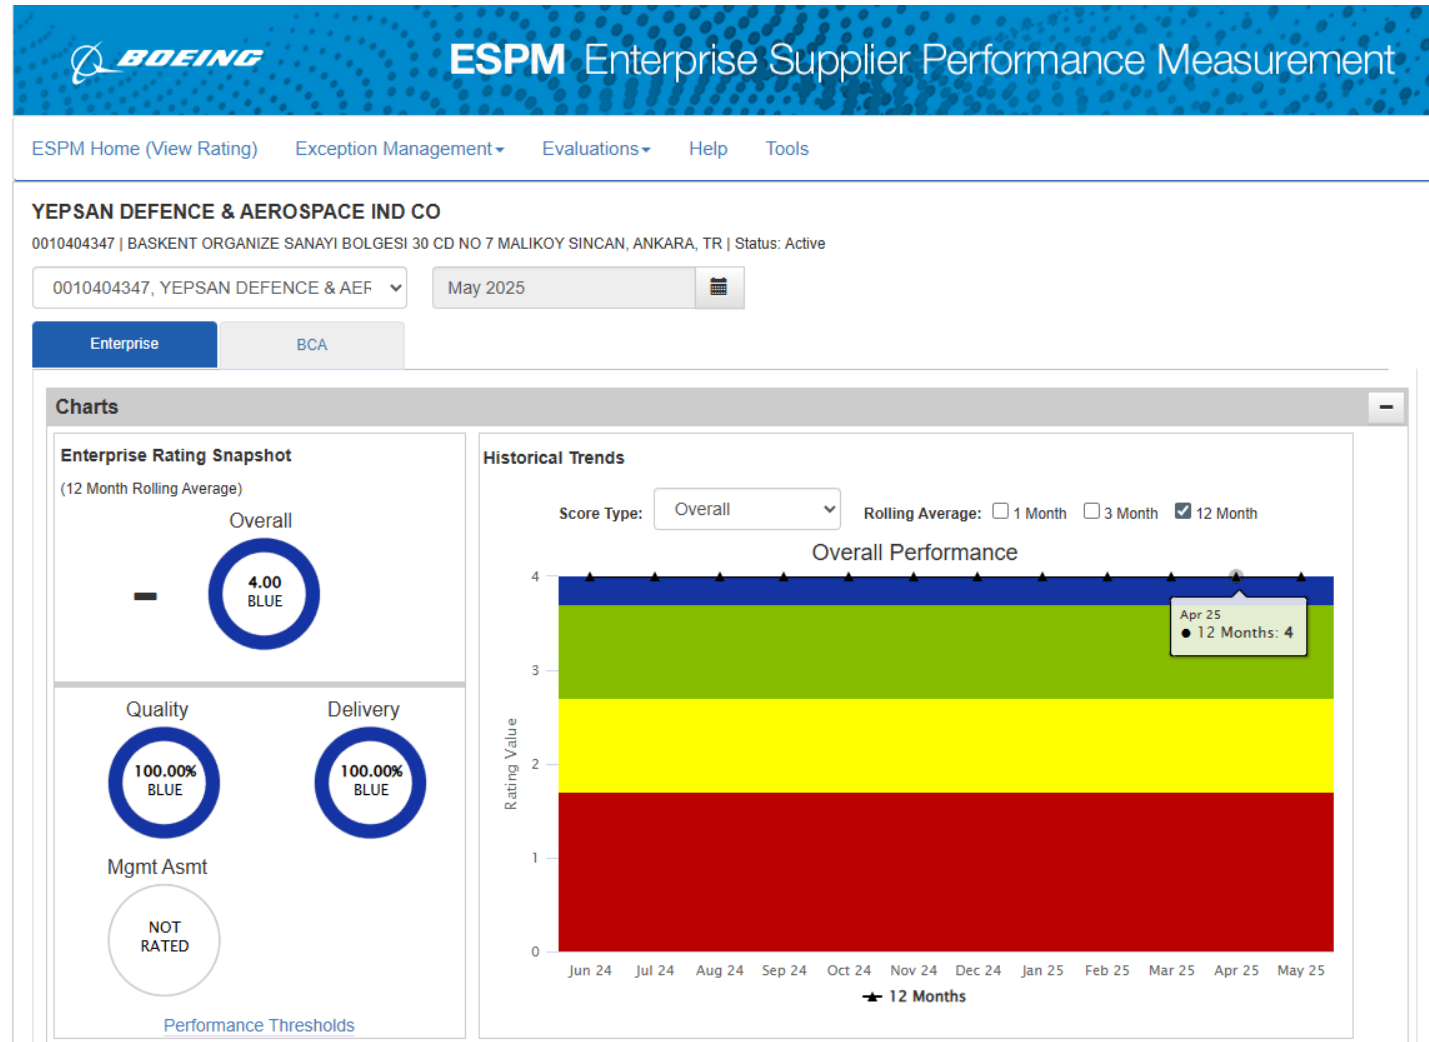 BOEING
ESPM Enterprise Supplier Performance Measurement
ESPM Home (View Rating) Exception Management Evaluations Help Tools
YEPSAN DEFENCE & AEROSPACE IND CO
0010404347 | BASKENT ORGANIZE SANAYI BOLGESI 30 CD NO 7 MALIKOY SINCAN, ANKARA, TR | Status: Active
0010404347, YEPSAN DEFENCE & AER May 2025
Enterprise BCA
Charts
Enterprise Rating Snapshot
(12 Month Rolling Average)
Overall
4.00
BLUE
Quality Delivery
100.00% 100.00%
BLUE BLUE
Mgmt Asmt
NOT
RATED
Performance Thresholds
Historical Trends
Score Type: Overall Rolling Average: 1 Month 3 Month 12 Month
Overall Performance
Rating Value
4
3
2
1
0
Apr 25
12 Months: 4
Jun 24 Jul 24 Aug 24 Sep 24 Oct 24 Nov 24 Dec 24 Jan 25 Feb 25 Mar 25 Apr 25 May 25
12 Months